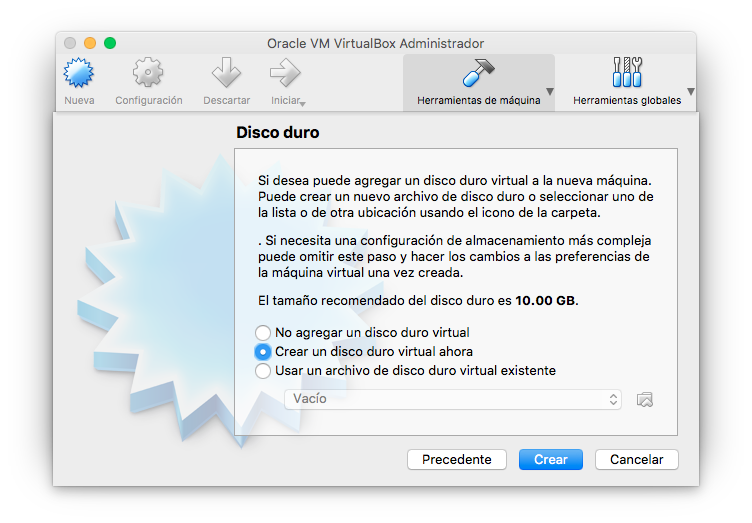 Oracle VM VirtualBox Administrador
Nueva
Configuración
Descartar
Iniciar
Herramientas de máquina
Herramientas globales
Disco duro
Si desea puede agregar un disco duro virtual a la nueva máquina.
Puede crear un nuevo archivo de disco duro o seleccionar uno de
la lista o de otra ubicación usando el icono de la carpeta.
. Si necesita una configuración de almacenamiento más compleja
puede omitir este paso y hacer los cambios a las preferencias de
la máquina virtual una vez creada.
El tamaño recomendado del disco duro es 10.00 GB.
No agregar un disco duro virtual
Crear un disco duro virtual ahora
Usar un archivo de disco duro virtual existente
Vacío
Precedente
Crear
Cancelar